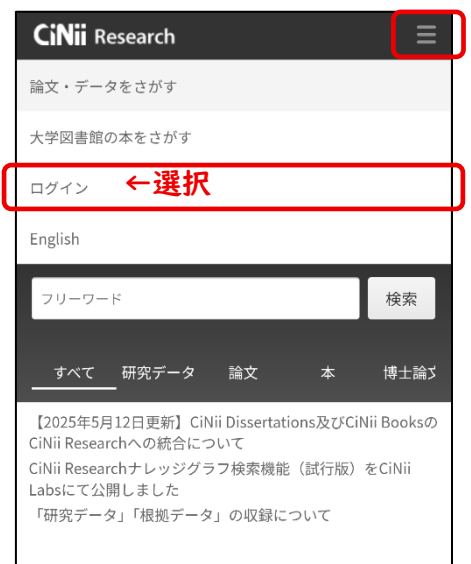 CiNii Research
論文・データをさがす
大学図書館の本をさがす
ログイン ←選択
English
フリーワード 検索
すべて 研究データ 論文 本 博士論文
【2025年5月12日更新】CiNii Dissertations及びCiNii Booksの
CiNii Researchへの統合について
CiNii Researchナレッジグラフ検索機能（試行版）をCiNii
Labsにて公開しました
「研究データ」「根拠データ」の収録について